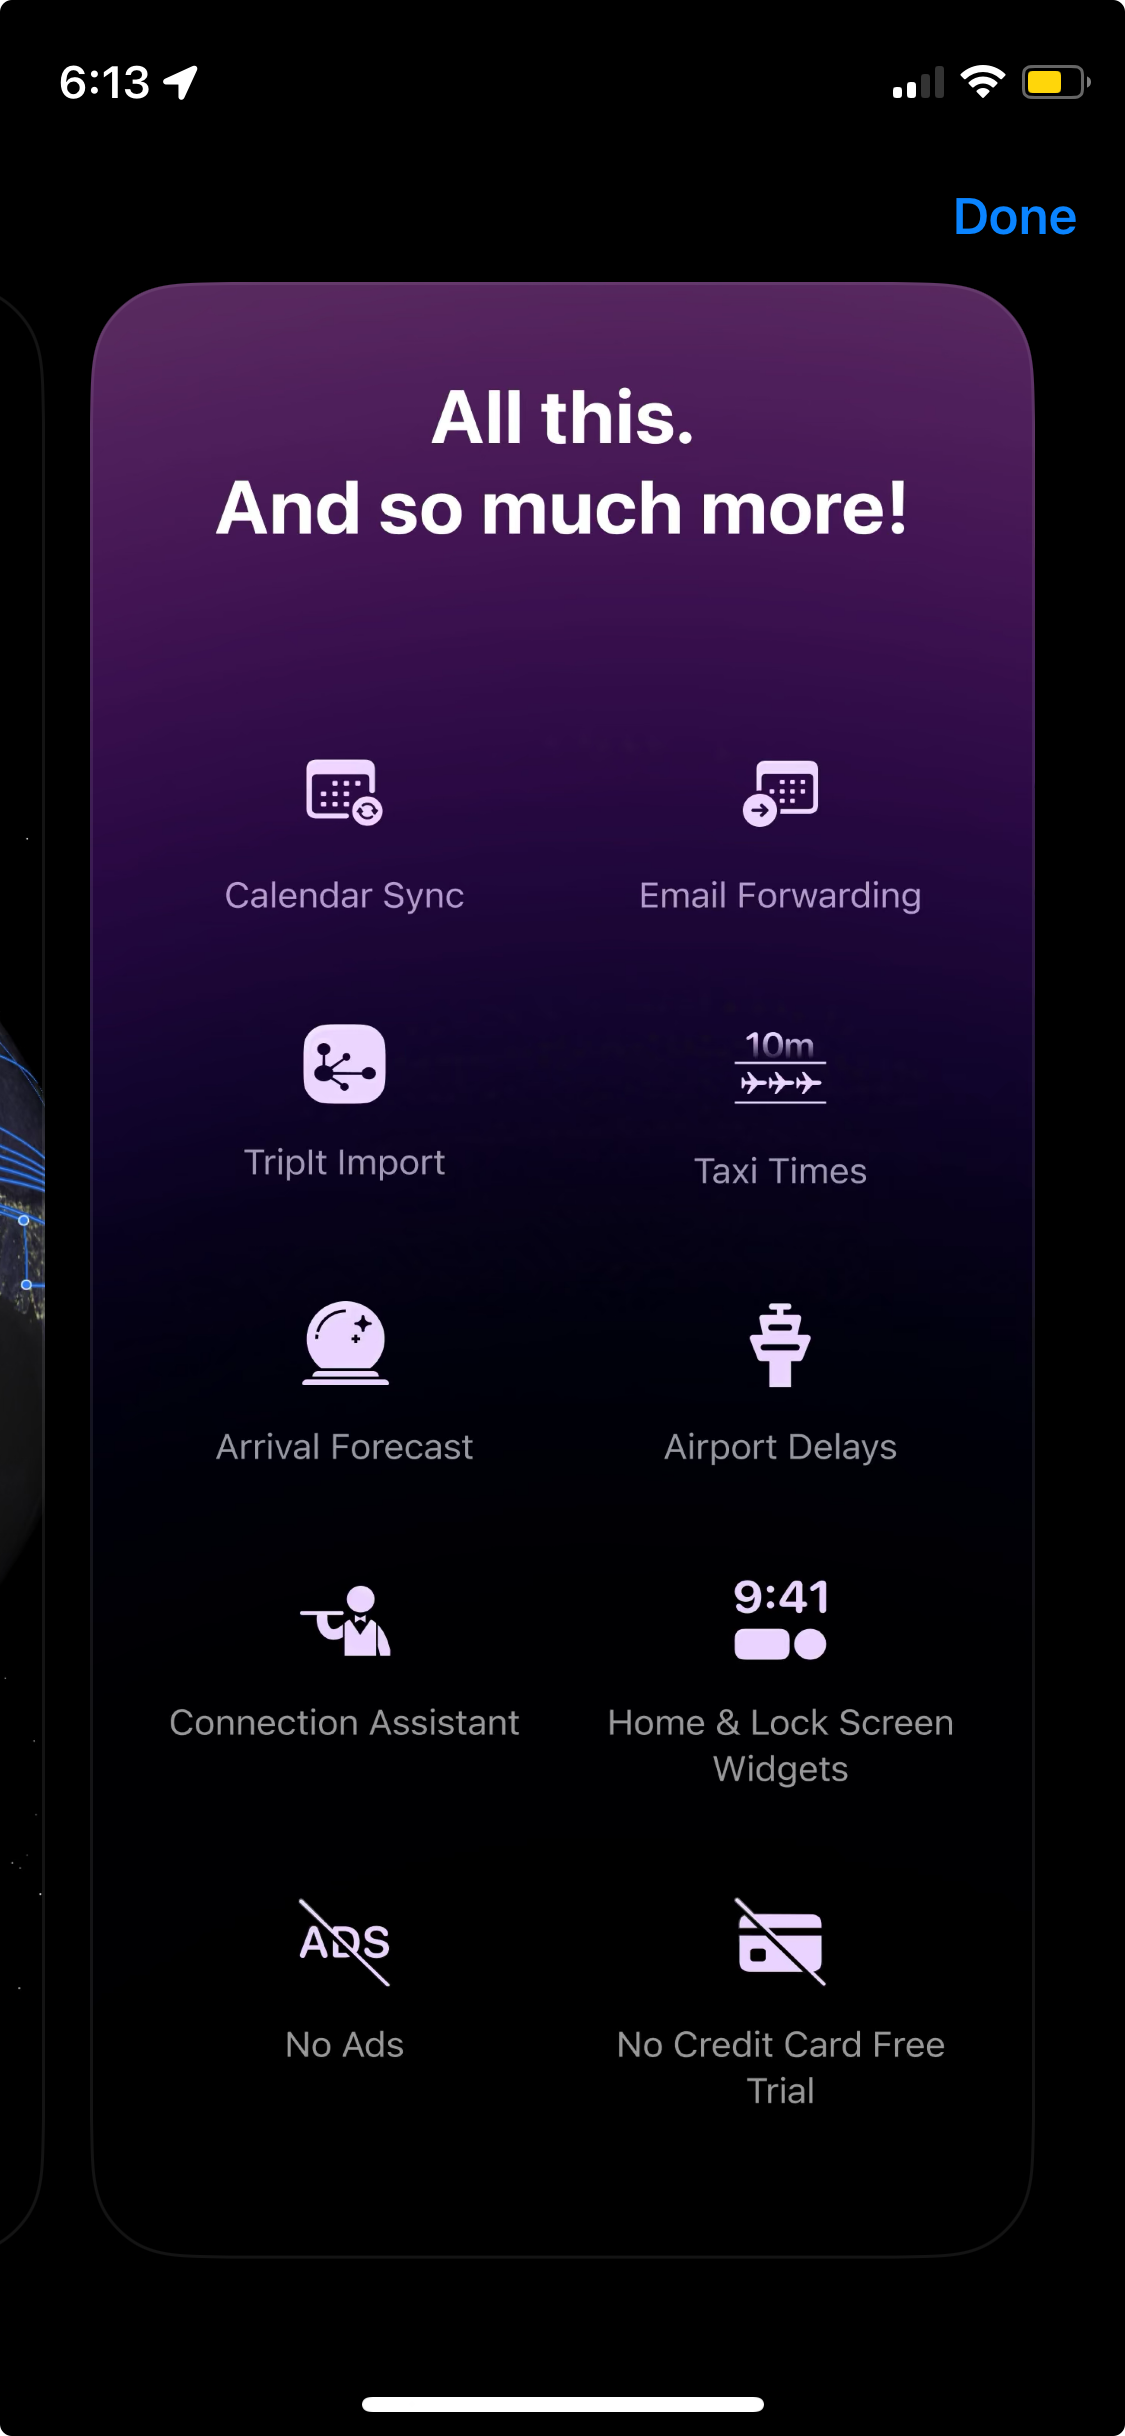 6:13
Done
All this.
And so much more!
Calendar Sync
Email Forwarding
TripIt Import
10m
Taxi Times
Arrival Forecast
Airport Delays
Connection Assistant
9:41
Home & Lock Screen
Widgets
ADS
No Ads
No Credit Card Free
Trial